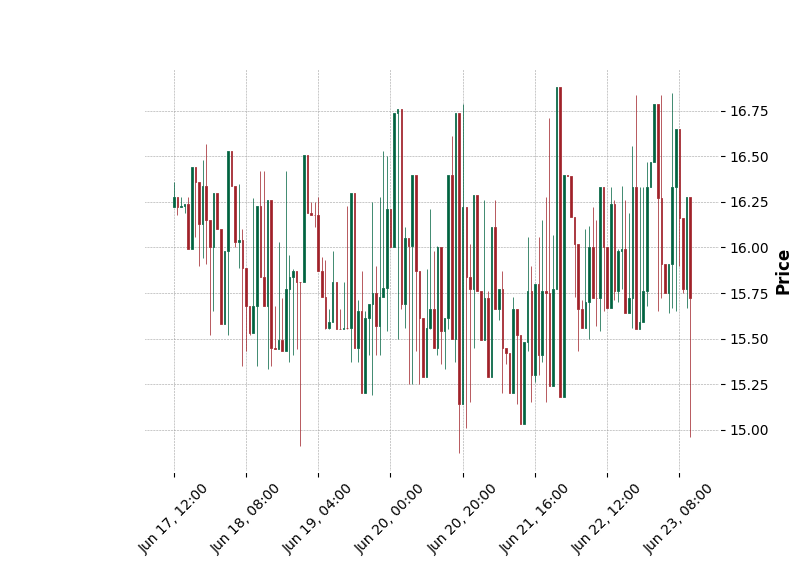 16.75
16.50
16.25
16.00
15.75
15.50
15.25
15.00
Price
Jun 17, 12:00
Jun 18, 08:00
Jun 19, 04:00
Jun 20, 00:00
Jun 20, 20:00
Jun 21, 16:00
Jun 22, 12:00
Jun 23, 08:00